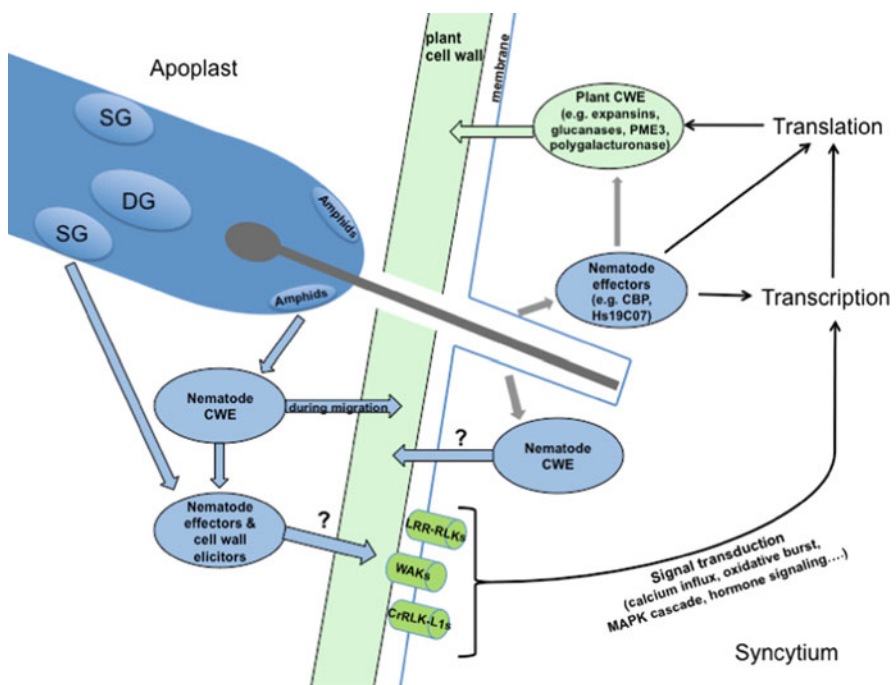 Apoplast
plant
cell wall
membrane
SG
DG
SG
Amphids
Amphids
Plant CWE
(e.g. expansins,
glucanases, PME3,
polygalacturonase)
Translation
Nematode
effectors
(e.g. CBP,
Hs19C07)
Transcription
Nematode
CWE
during migration
?
Nematode
CWE
Nematode
effectors &
cell wall
elicitors
?
LRR-RLKs
WAKs
CrRLK-L1s
Signal transduction
(calcium influx, oxidative burst,
MAPK cascade, hormone signaling....)
Syncytium